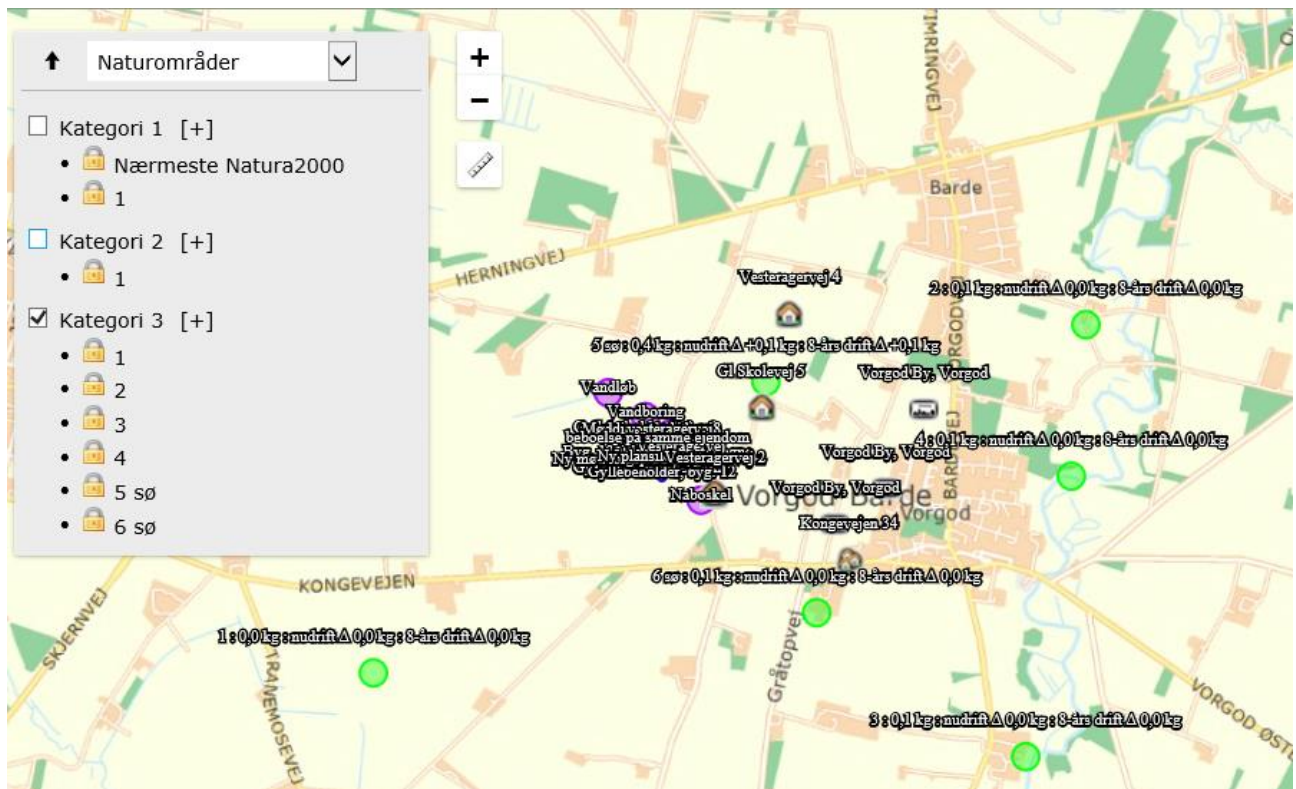 Naturområder
Kategori 1 [+]
Nærmeste Natura2000
1
Kategori 2 [+]
1
Kategori 3 [+]
1
2
3
4
5 sø
6 sø
+
−
HERNINGVEJ
Barde
Vesteragervej 4
2 : 0,1 kg : nudrift Δ 0,0 kg : 8-års drift Δ 0,0 kg
5 sø : 0,4 kg : nudrift Δ +0,1 kg : 8-års drift Δ +0,1 kg
Gl Skolevej 5
Vorgod By, Vorgod
VORGODVEJ
Vandløb
Vandboring
beboelse på samme ejendom
Vesteragervej 2
Gyllebeholder, byg. 12
4 : 0,1 kg : nudrift Δ 0,0 kg : 8-års drift Δ 0,0 kg
Vorgod By, Vorgod
BARDEVEJ
Naboskel
Vorgod By, Vorgod
Vorgod-Barde
Vorgod
Kongevejen 34
KONGEVEJEN
6 sø : 0,1 kg : nudrift Δ 0,0 kg : 8-års drift Δ 0,0 kg
SKJERNVEJ
1 : 0,0 kg : nudrift Δ 0,0 kg : 8-års drift Δ 0,0 kg
TRANEMOSEVEJ
Gråtopvej
3 : 0,1 kg : nudrift Δ 0,0 kg : 8-års drift Δ 0,0 kg
VORGOD ØSTE